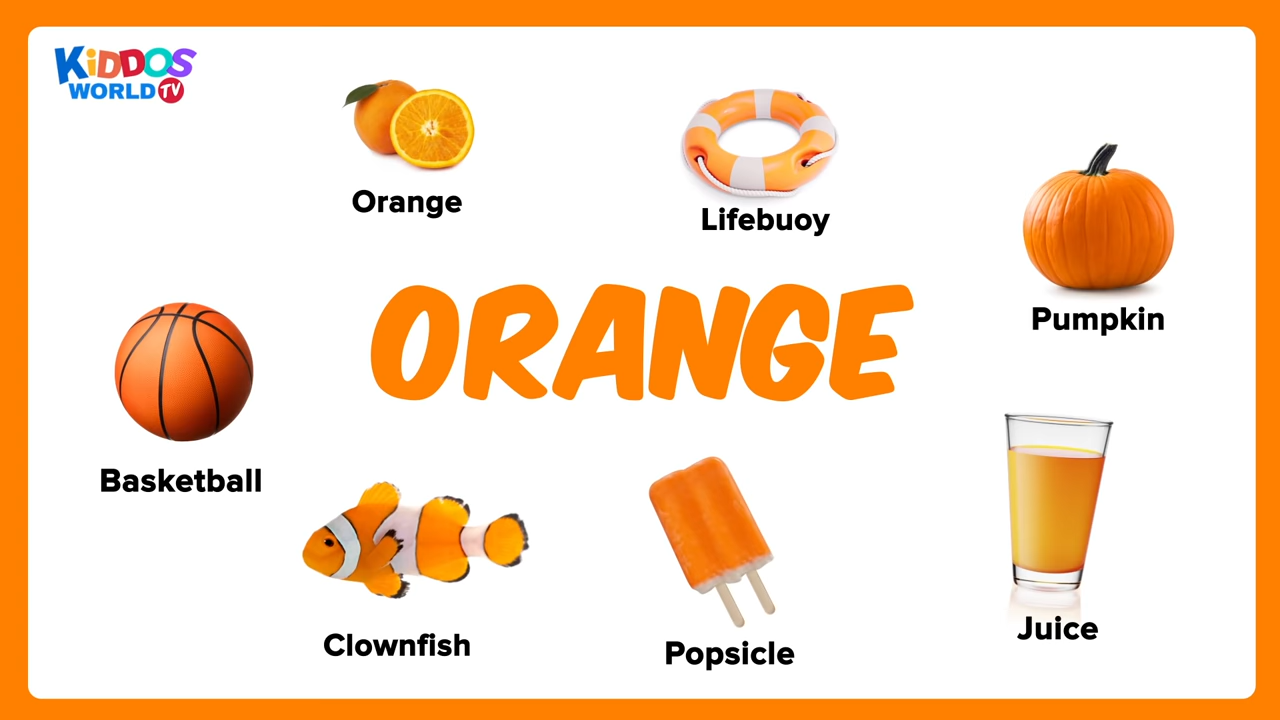 KiDDOS
WORLD TV
Orange
Lifebuoy
Pumpkin
ORANGE
Basketball
Clownfish
Popsicle
Juice